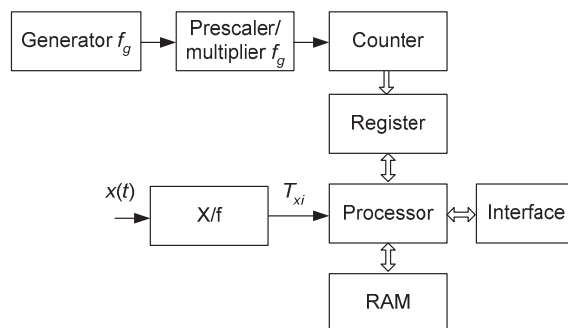 Generator f_g
Prescaler/
multiplier f_g
Counter
Register
x(t)
X/f
T_xi
Processor
Interface
RAM